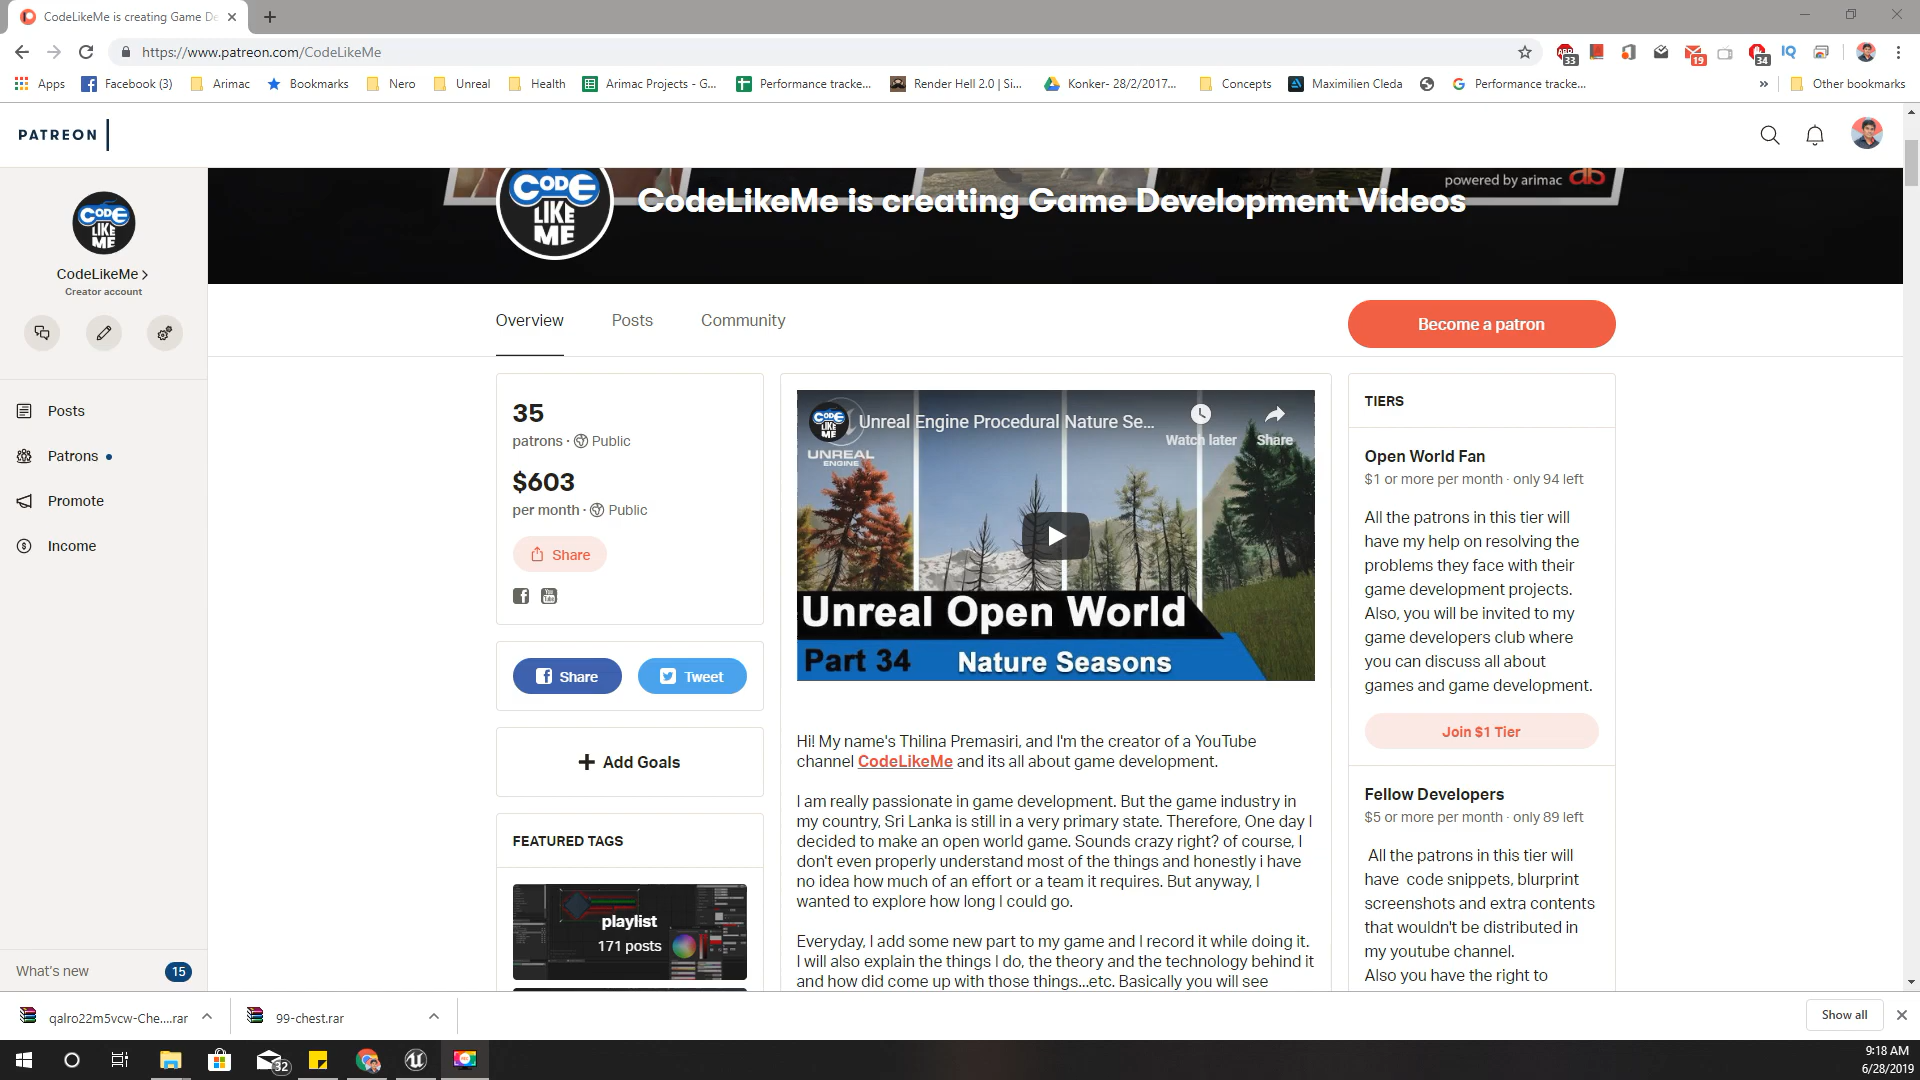 CodeLikeMe is creating Game De
https://www.patreon.com/CodeLikeMe
33
19
34
IQ
Apps
Facebook (3)
Arimac
Bookmarks
Nero
Unreal
Health
Arimac Projects - G...
Performance tracke...
Render Hell 2.0 | Si...
Konker- 28/2/2017...
Concepts
Maximilien Cleda
Performance tracke...
»
Other bookmarks
PATREON
CODE
LIKE
ME
CodeLikeMe
Creator account
Posts
Patrons
Promote
Income
What's new
15
CODE
LIKE
ME
CodeLikeMe is creating Game Development Videos
powered by arimac
Overview
Posts
Community
Become a patron
35
patrons · Public
$603
per month · Public
Share
Share
Tweet
Add Goals
FEATURED TAGS
playlist
171 posts
CODE
LIKE
ME
Unreal Engine Procedural Nature Se...
Watch later
Share
UNREAL
ENGINE
Unreal Open World
Part 34
Nature Seasons
Hi! My name's Thilina Premasiri, and I'm the creator of a YouTube
channel CodeLikeMe and its all about game development.
I am really passionate in game development. But the game industry in
my country, Sri Lanka is still in a very primary state. Therefore, One day I
decided to make an open world game. Sounds crazy right? of course, I
don't even properly understand most of the things and honestly i have
no idea how much of an effort or a team it requires. But anyway, I
wanted to explore how long I could go.
Everyday, I add some new part to my game and I record it while doing it.
I will also explain the things I do, the theory and the technology behind it
and how did come up with those things...etc. Basically you will see
TIERS
Open World Fan
$1 or more per month · only 94 left
All the patrons in this tier will
have my help on resolving the
problems they face with their
game development projects.
Also, you will be invited to my
game developers club where
you can discuss all about
games and game development.
Join $1 Tier
Fellow Developers
$5 or more per month · only 89 left
All the patrons in this tier will
have code snippets, blurprint
screenshots and extra contents
that wouldn't be distributed in
my youtube channel.
Also you have the right to
qalro22m5vcw-Che....rar
99-chest.rar
Show all
32
9:18 AM
6/28/2019